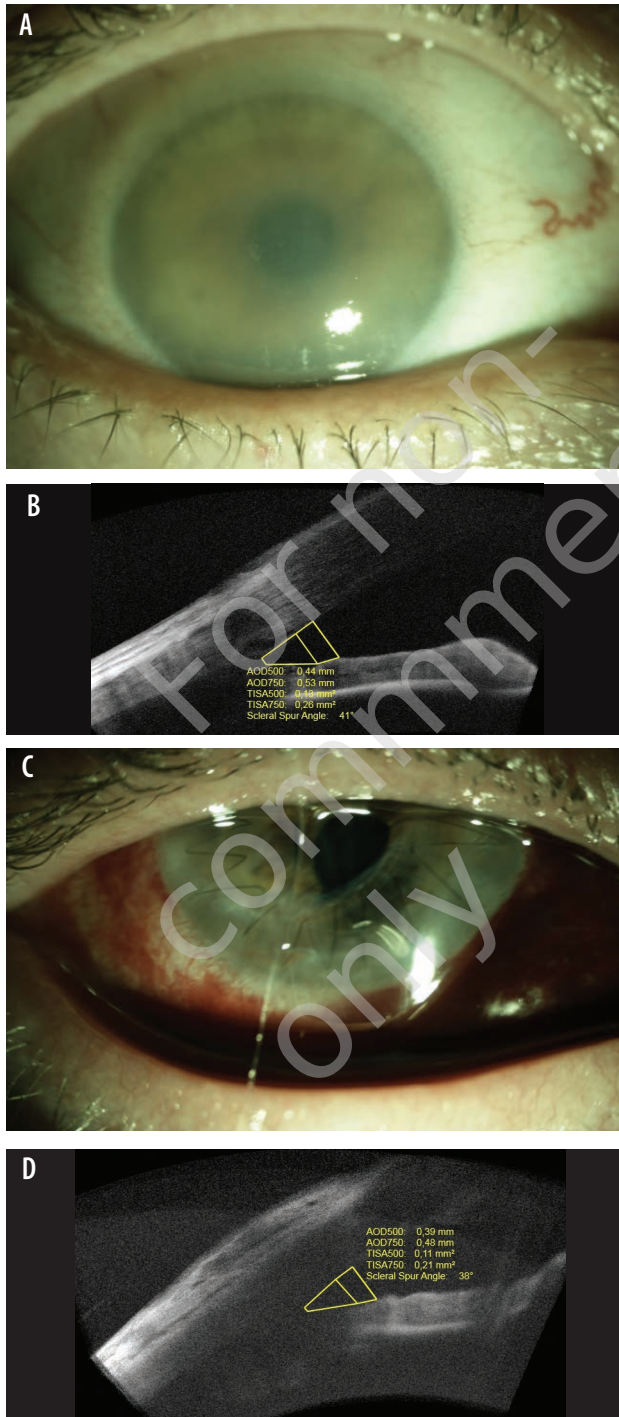 A
B
AOD500: 0,44 mm
AOD750: 0,53 mm
TISA500: 0,13 mm²
TISA750: 0,26 mm²
Scleral Spur Angle: 41°
C
D
AOD500: 0,39 mm
AOD750: 0,48 mm
TISA500: 0,11 mm²
TISA750: 0,21 mm²
Scleral Spur Angle: 38°
For non-
commmer
only